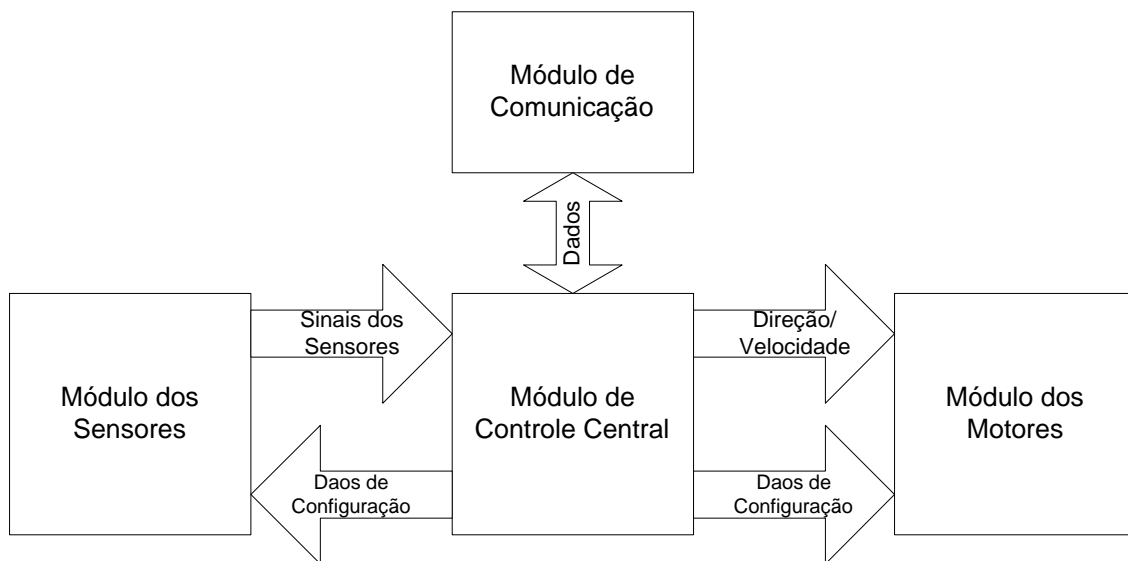 Módulo de
Comunicação
Dados
Sinais dos
Sensores
Direção/
Velocidade
Módulo dos
Sensores
Módulo de
Controle Central
Módulo dos
Motores
Daos de
Configuração
Daos de
Configuração